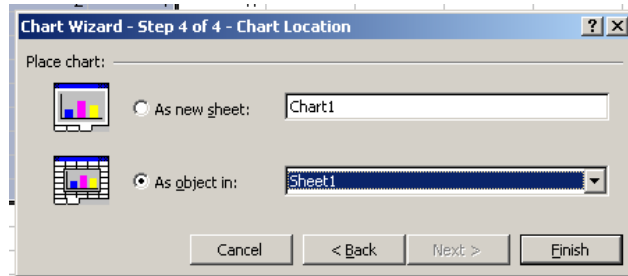 Chart Wizard - Step 4 of 4 - Chart Location
Place chart:
As new sheet: Chart1
As object in: Sheet1
Cancel < Back Next > Finish